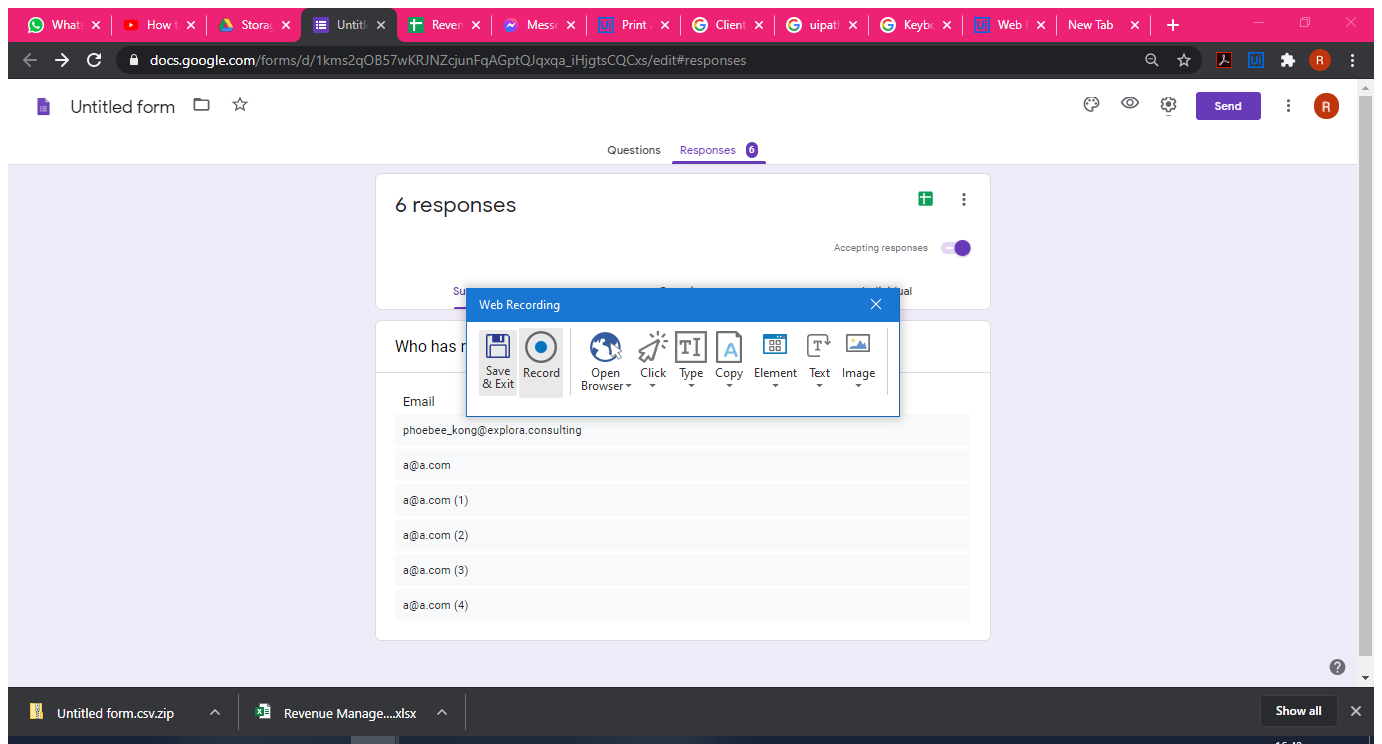 Whats
How t
Storag
Untitl
Reven
Messe
Print a
Client
uipath
Keybo
Web
New Tab
docs.google.com/forms/d/1kms2qOB57wKRJNZcjunFqAGptQJqxqa_iHjgtsCQCxs/edit#responses
R
Untitled form
Send
R
Questions
Responses 6
6 responses
Accepting responses
Su
ual
Web Recording
Who has r
Save & Exit
Record
Open Browser
Click
Type
Copy
Element
Text
Image
Email
phoebee_kong@explora.consulting
a@a.com
a@a.com (1)
a@a.com (2)
a@a.com (3)
a@a.com (4)
Untitled form.csv.zip
Revenue Manage....xlsx
Show all